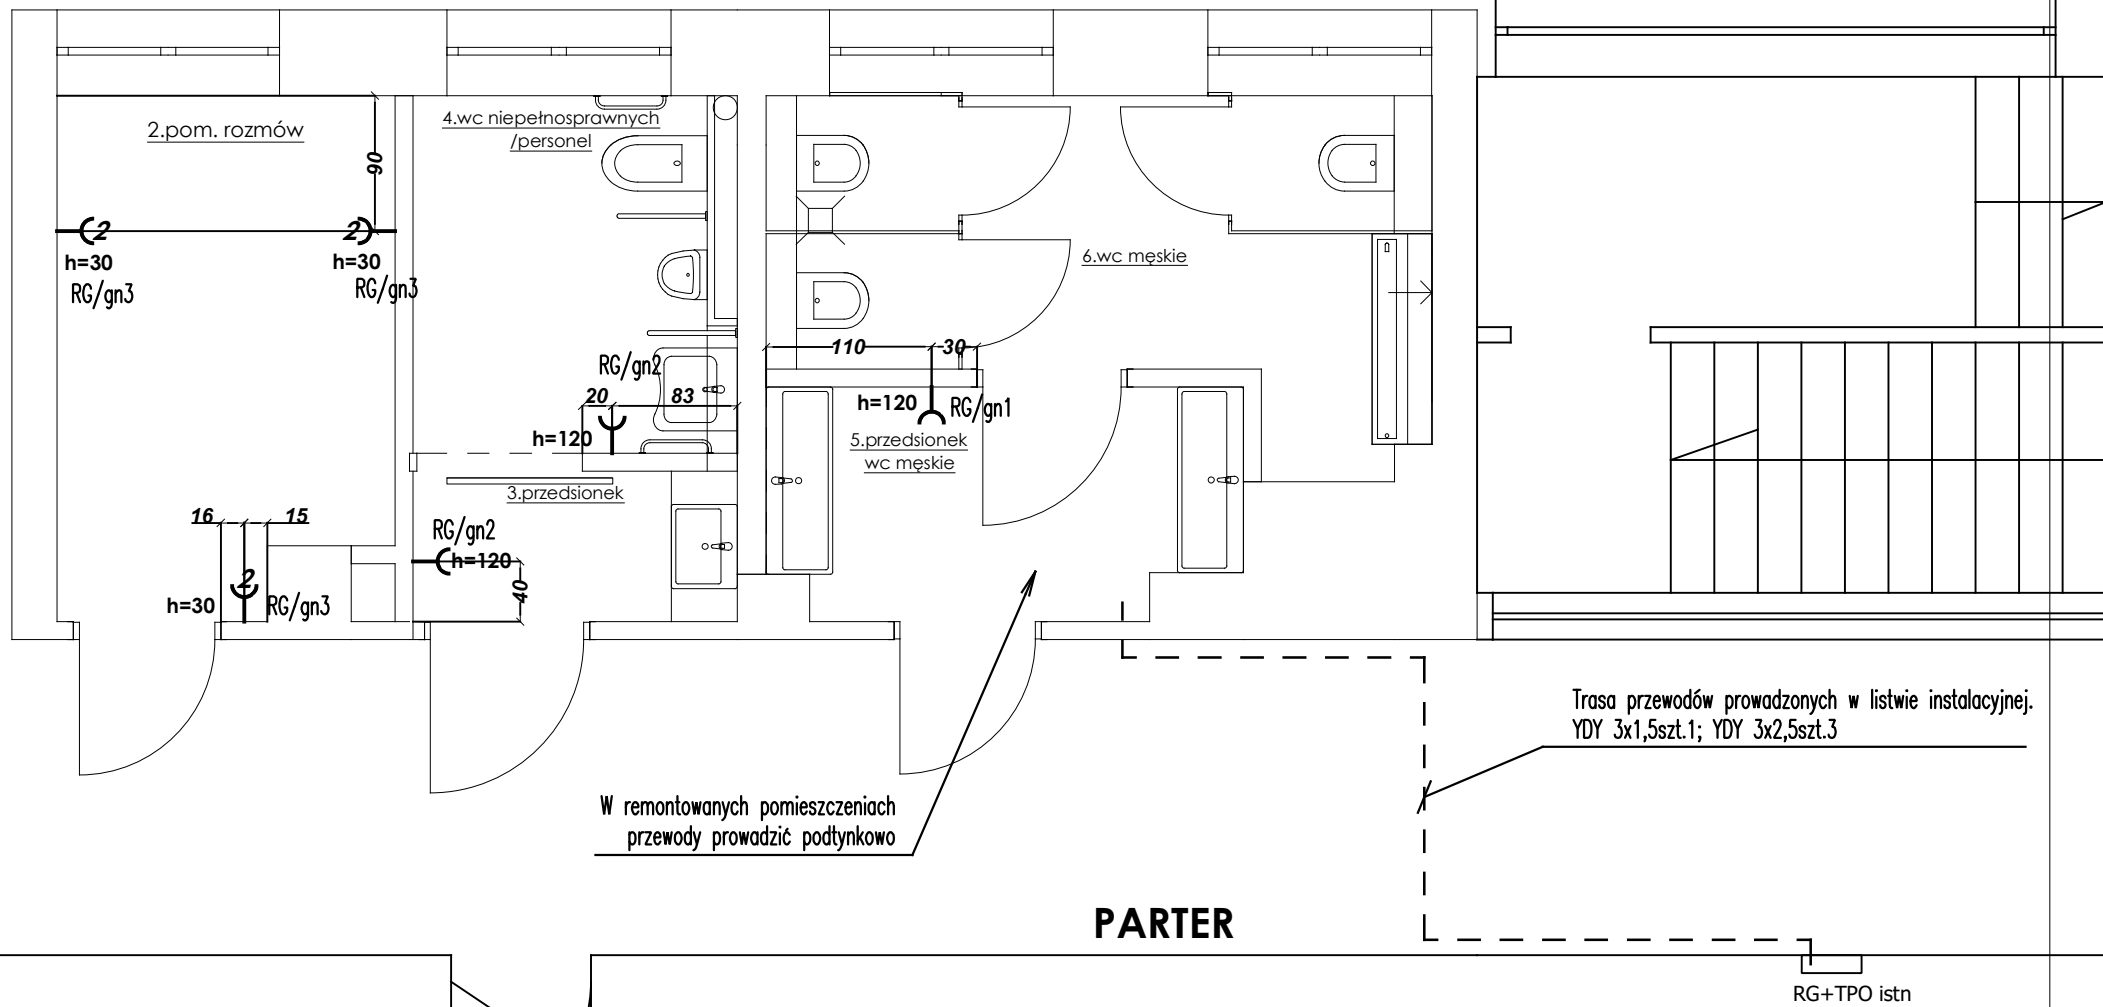 2.pom. rozmów
4.wc niepełnosprawnych
/personel
90
2
2
h=30
h=30
RG/gn3
RG/gn3
6.wc męskie
110
30
RG/gn2
20
83
h=120
h=120
RG/gn1
5.przedsionek
wc męskie
3.przedsionek
16
15
RG/gn2
h=120
40
2
h=30
RG/gn3
Trasa przewodów prowadzonych w listwie instalacyjnej.
YDY 3x1,5szt.1; YDY 3x2,5szt.3
W remontowanych pomieszczeniach
przewody prowadzić podtynkowo
PARTER
RG+TPO istn